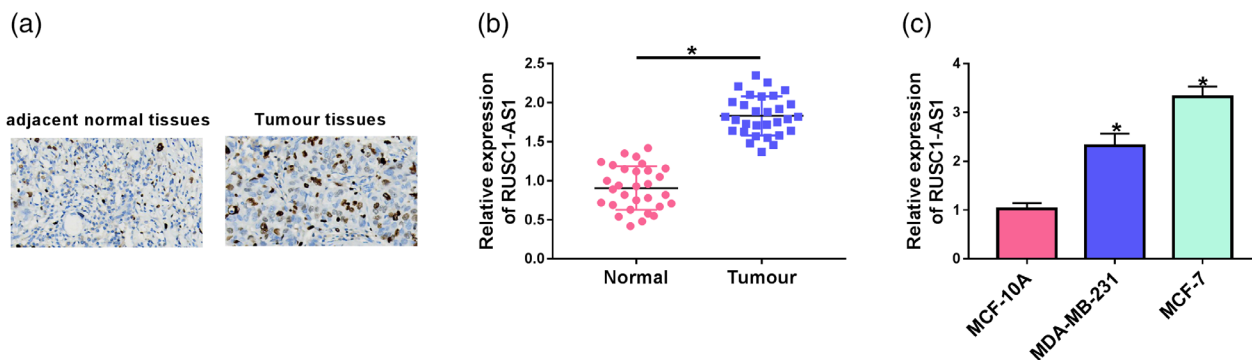 (a)
adjacent normal tissues
Tumour tissues
(b)
Relative expression
of RUSC1-AS1
2.5
2.0
1.5
1.0
0.5
0.0
*
Normal
Tumour
(c)
Relative expression
of RUSC1-AS1
4
3
2
1
0
*
*
MCF-10A
MDA-MB-231
MCF-7